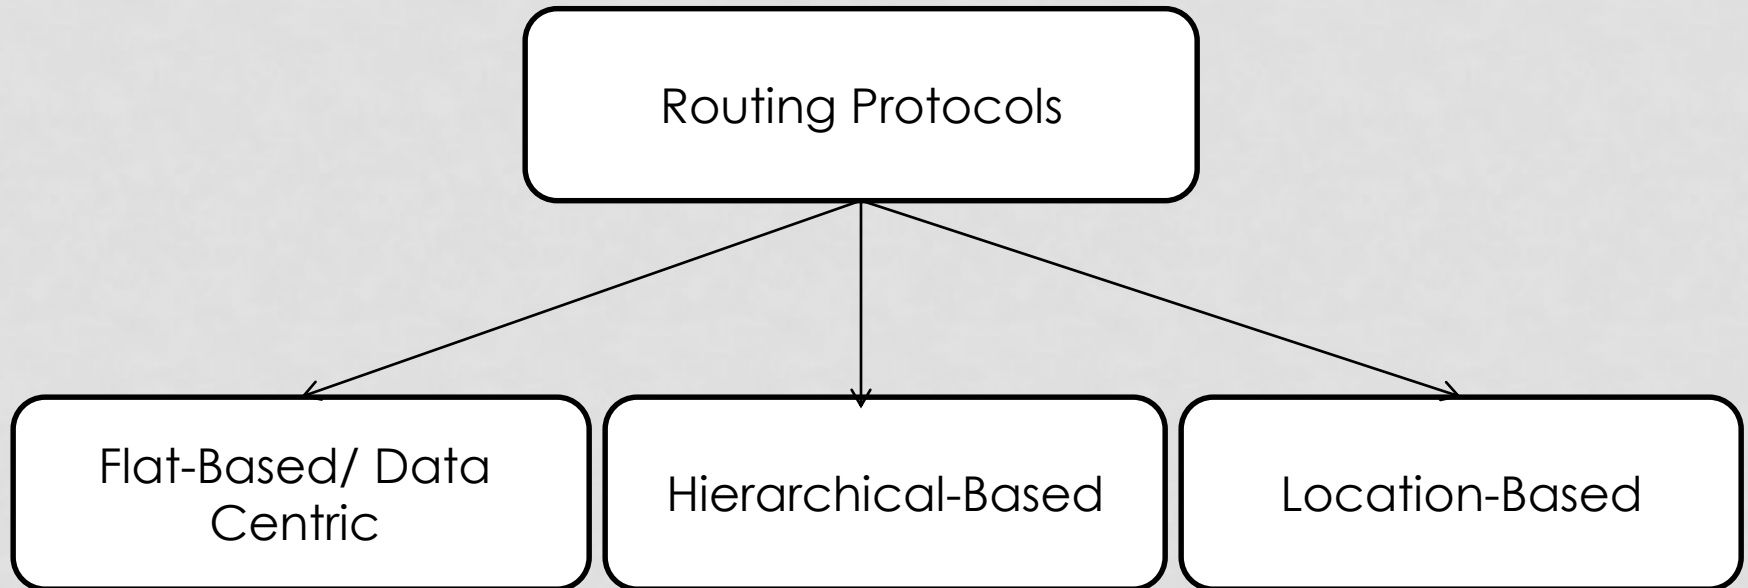 Routing Protocols
Flat-Based/ Data
Centric
Hierarchical-Based
Location-Based